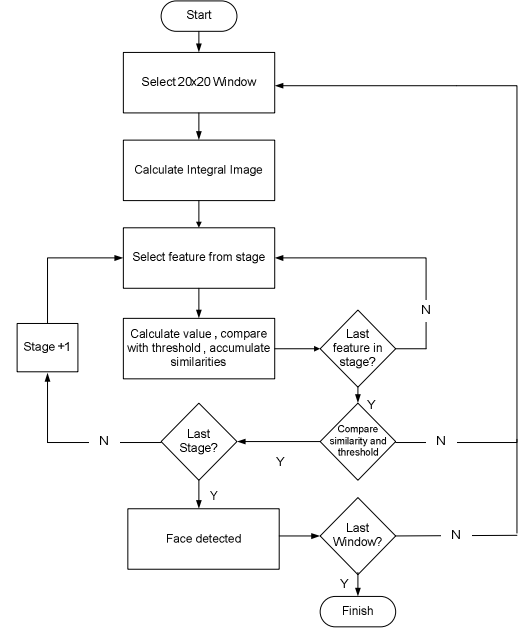 Start
Select 20x20 Window
Calculate Integral Image
Select feature from stage
N
Calculate value , compare
with threshold , accumulate
similarities
Last
feature in
stage?
Stage +1
Y
Last
Stage?
Compare
similarity and
threshold
N
N
Y
Y
Face detected
Last
Window?
N
Y
Finish